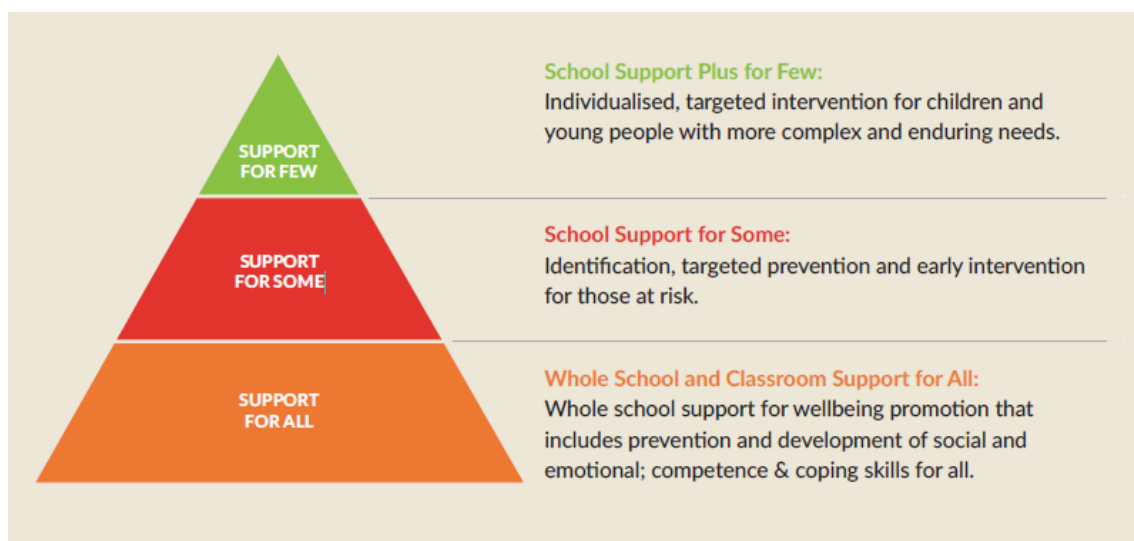 SUPPORT
FOR FEW
School Support Plus for Few:
Individualised, targeted intervention for children and
young people with more complex and enduring needs.
SUPPORT
FOR SOME
School Support for Some:
Identification, targeted prevention and early intervention
for those at risk.
SUPPORT
FOR ALL
Whole School and Classroom Support for All:
Whole school support for wellbeing promotion that
includes prevention and development of social and
emotional; competence & coping skills for all.